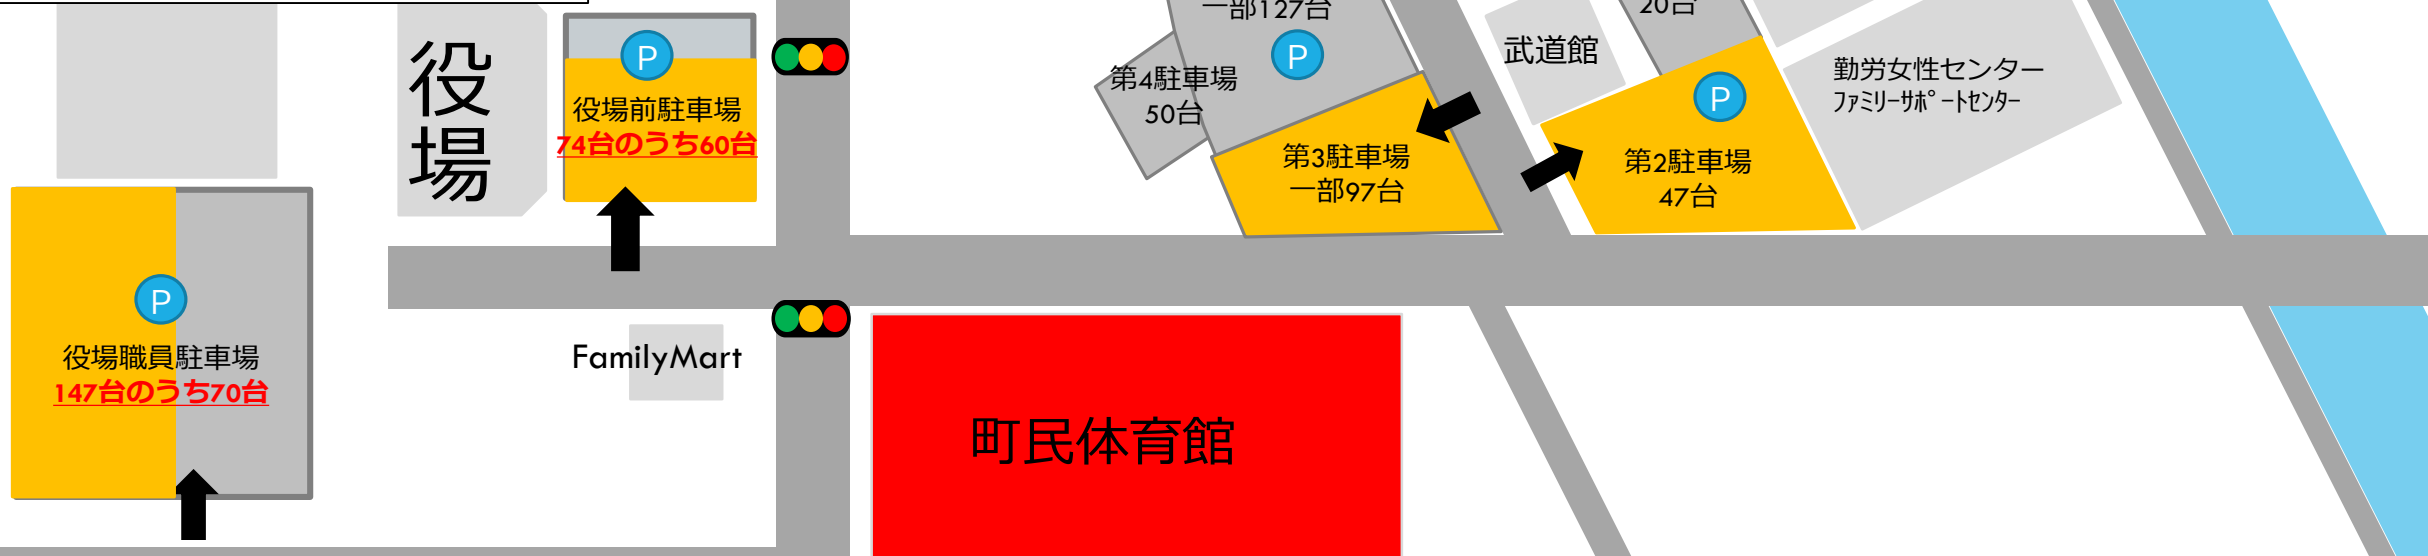 役場
P
役場前駐車場
74台のうち60台
P
役場職員駐車場
147台のうち70台
FamilyMart
一部127台
P
第4駐車場
50台
第3駐車場
一部97台
武道館
20台
P
第2駐車場
47台
勤労女性センター
ファミリーサポートセンター
町民体育館